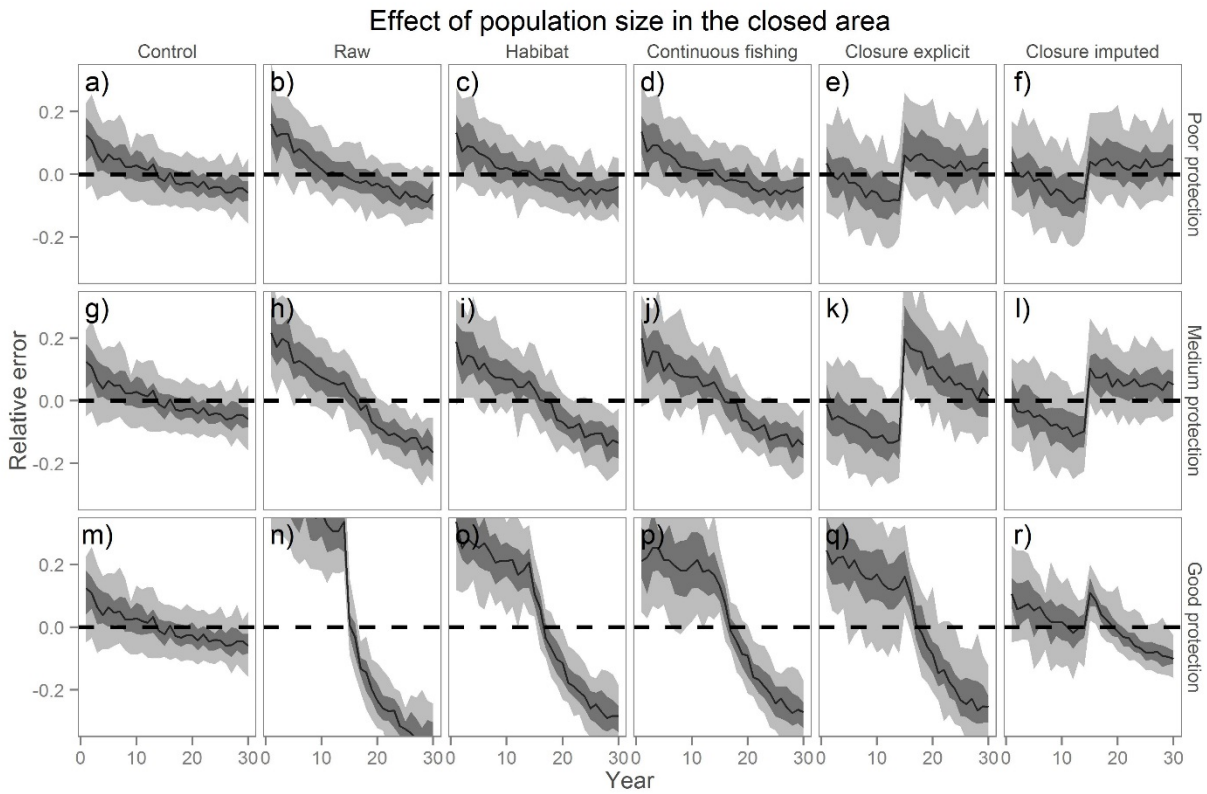 Effect of population size in the closed area
Control Raw Habibat Continuous fishing Closure explicit Closure imputed
a) b) c) d) e) f)
0.2
0.0
-0.2
Poor protection
g) h) i) j) k) l)
0.2
0.0
-0.2
Medium protection
m) n) o) p) q) r)
0.2
0.0
-0.2
Good protection
Relative error
0 10 20 30 0 10 20 30 0 10 20 30 0 10 20 30 0 10 20 30 0 10 20 30
Year